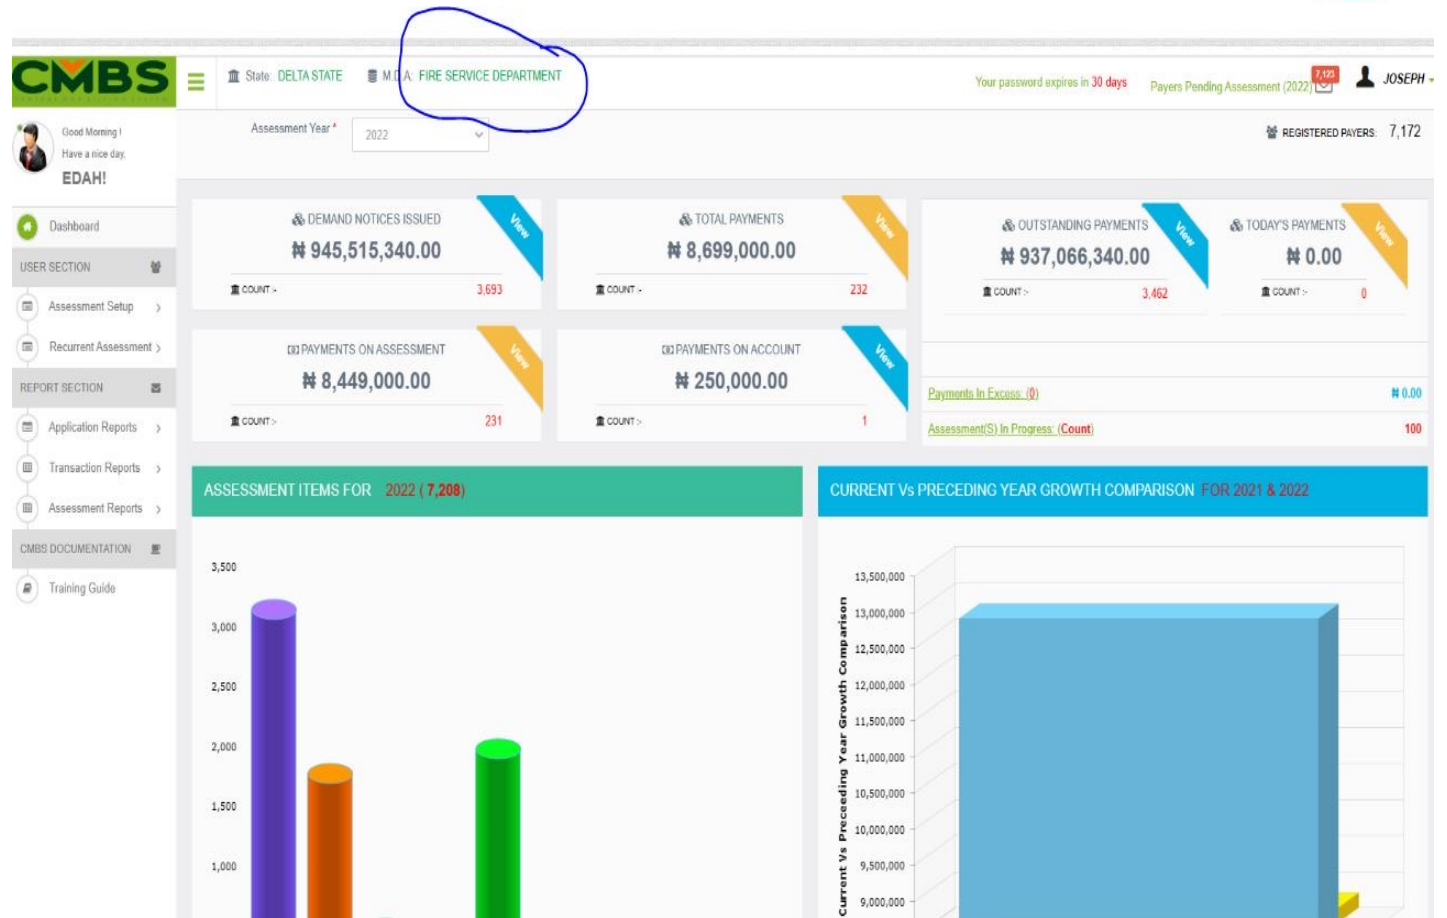 CMBS
State: DELTA STATE
M.D.A: FIRE SERVICE DEPARTMENT
Your password expires in 30 days
Payers Pending Assessment (2022)
7,123
JOSEPH
Good Morning !
Have a nice day,
EDAH!
Assessment Year *
2022
REGISTERED PAYERS: 7,172
Dashboard
USER SECTION
Assessment Setup
Recurrent Assessment
REPORT SECTION
Application Reports
Transaction Reports
Assessment Reports
CMBS DOCUMENTATION
Training Guide
DEMAND NOTICES ISSUED
View
₦ 945,515,340.00
COUNT :- 3,693
TOTAL PAYMENTS
View
₦ 8,699,000.00
COUNT :- 232
OUTSTANDING PAYMENTS
View
₦ 937,066,340.00
COUNT :- 3,462
TODAY'S PAYMENTS
View
₦ 0.00
COUNT :- 0
PAYMENTS ON ASSESSMENT
View
₦ 8,449,000.00
COUNT :- 231
PAYMENTS ON ACCOUNT
View
₦ 250,000.00
COUNT :- 1
Payments In Excess: (0) ₦ 0.00
Assessment(S) In Progress: (Count) 100
ASSESSMENT ITEMS FOR 2022 ( 7,208)
3,500
3,000
2,500
2,000
1,500
1,000
CURRENT Vs PRECEDING YEAR GROWTH COMPARISON FOR 2021 & 2022
Current Vs Preceeding Year Growth Comparison
13,500,000
13,000,000
12,500,000
12,000,000
11,500,000
11,000,000
10,500,000
10,000,000
9,500,000
9,000,000